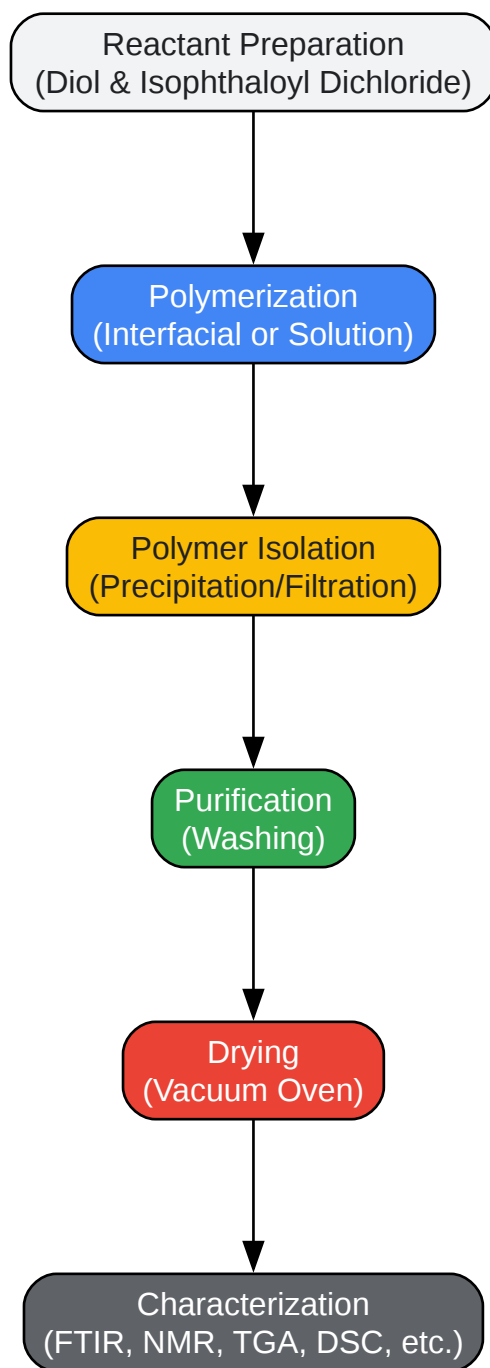 Reactant Preparation
(Diol & Isophthaloyl Dichloride)
Polymerization
(Interfacial or Solution)
Polymer Isolation
(Precipitation/Filtration)
Purification
(Washing)
Drying
(Vacuum Oven)
Characterization
(FTIR, NMR, TGA, DSC, etc.)